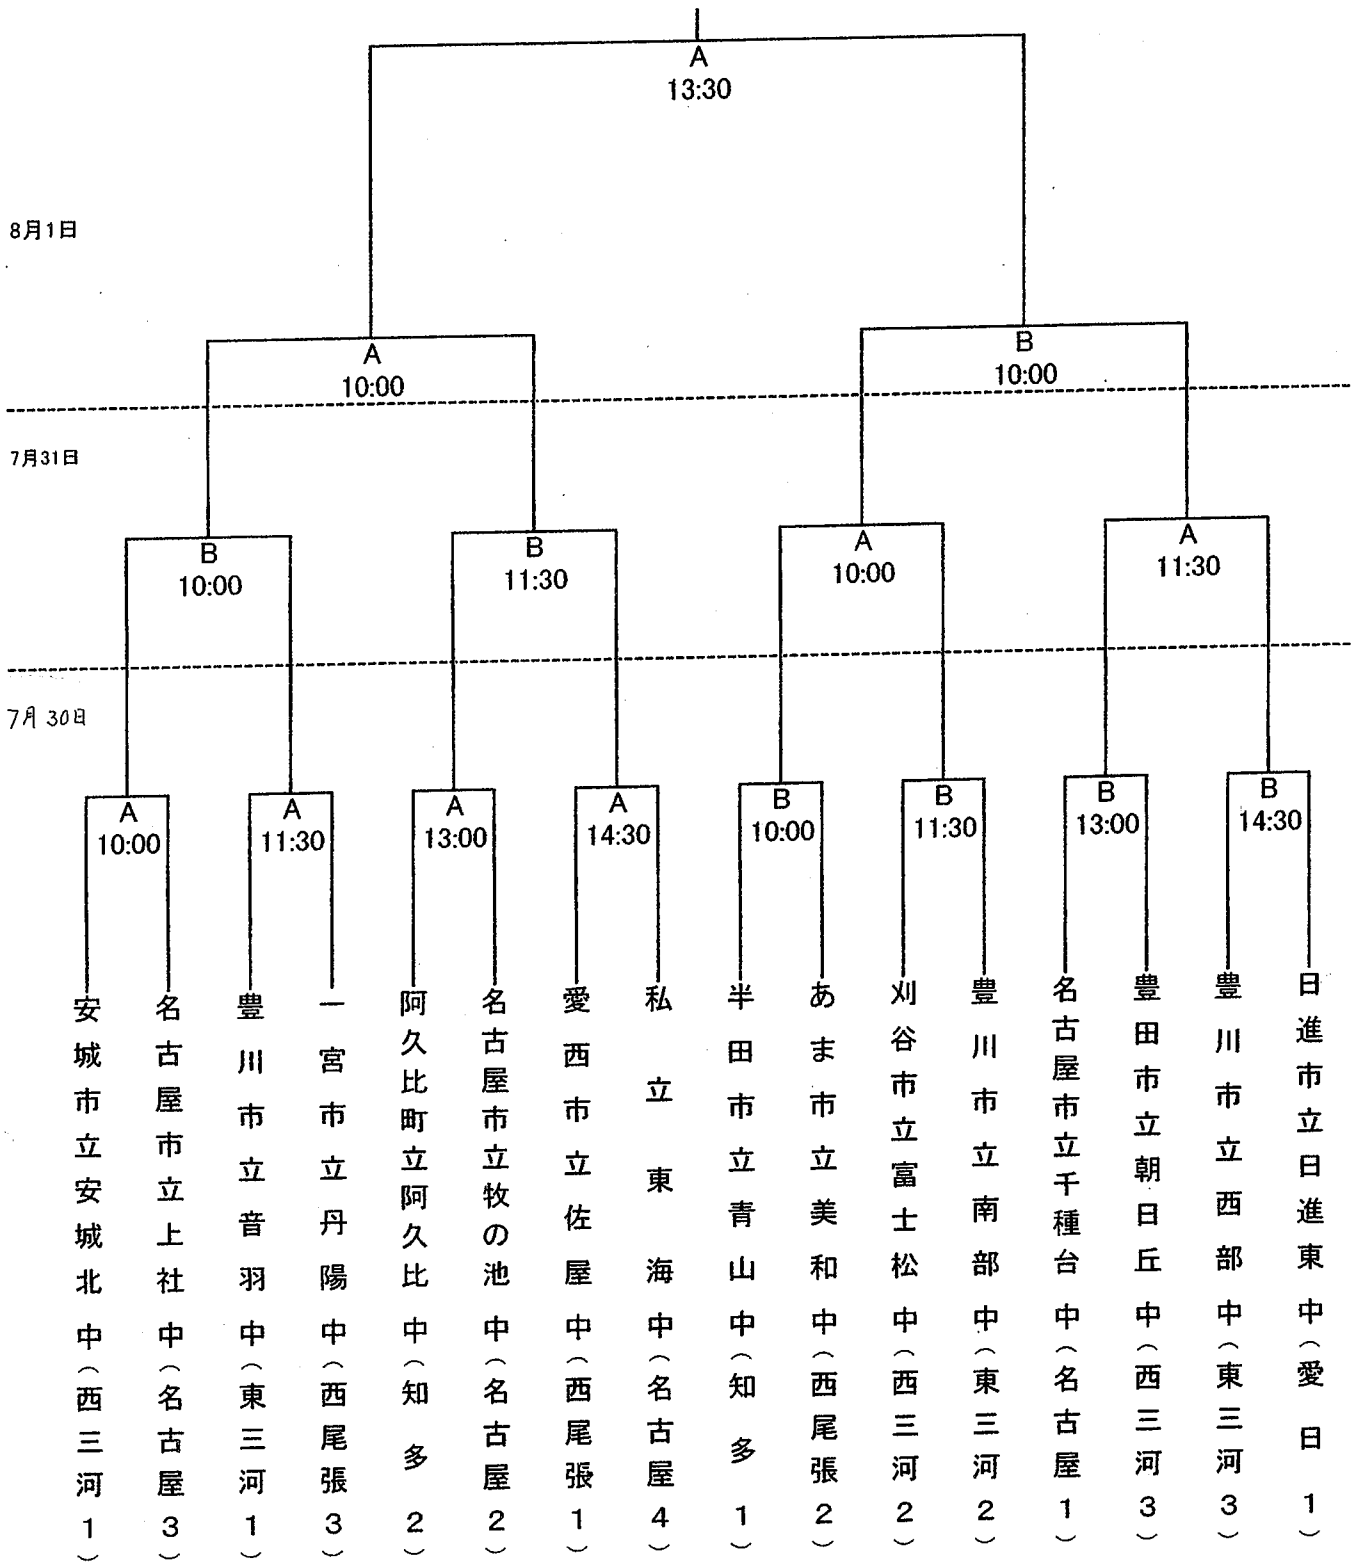 A
13:30
8月1日
A
10:00
B
10:00
7月31日
B
10:00
B
11:30
A
10:00
A
11:30
7月30日
A
10:00
A
11:30
A
13:00
A
14:30
B
10:00
B
11:30
B
13:00
B
14:30
安城市立安城北中(西三河1)
名古屋市立上社中(名古屋3)
豊川市立音羽中(東三河1)
一宮市立丹陽中(西尾張3)
阿久比町立阿久比中(知多2)
名古屋市立牧の池中(名古屋2)
愛西市立佐屋中(西尾張1)
私立東海中(名古屋4)
半田市立青山中(知多1)
あま市立美和中(西尾張2)
刈谷市立富士松中(西三河2)
豊川市立南部中(東三河2)
名古屋市立千種台中(名古屋1)
豊田市立朝日丘中(西三河3)
豊川市立西部中(東三河3)
日進市立日進東中(愛日1)